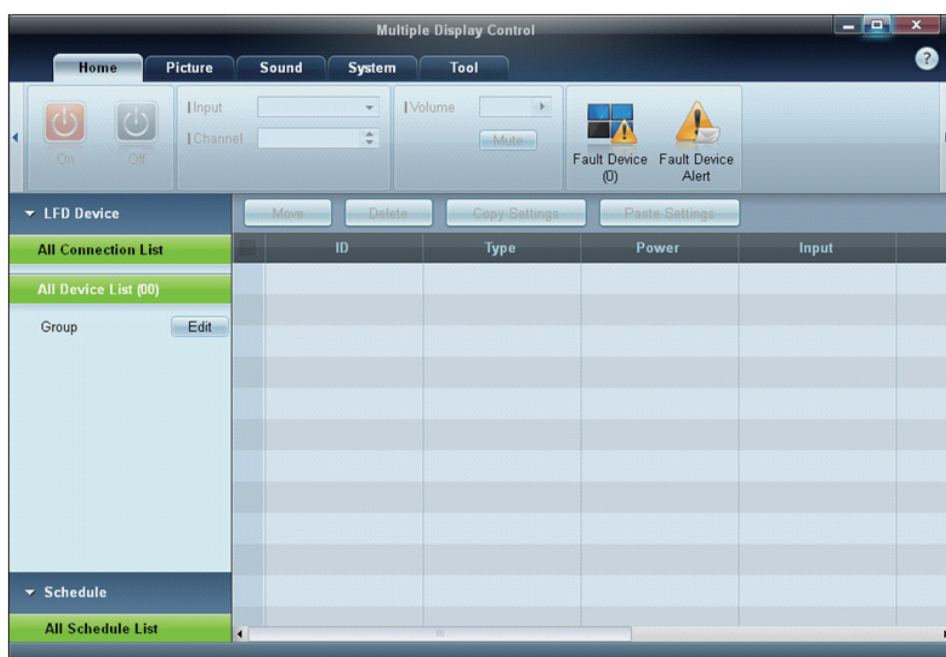 Multiple Display Control
Home Picture Sound System Tool
Input
Volume
Channel
Mute
On Off
Fault Device (0)
Fault Device Alert
LFD Device
Move Delete Copy Settings Paste Settings
All Connection List
ID Type Power Input
All Device List (00)
Group Edit
Schedule
All Schedule List